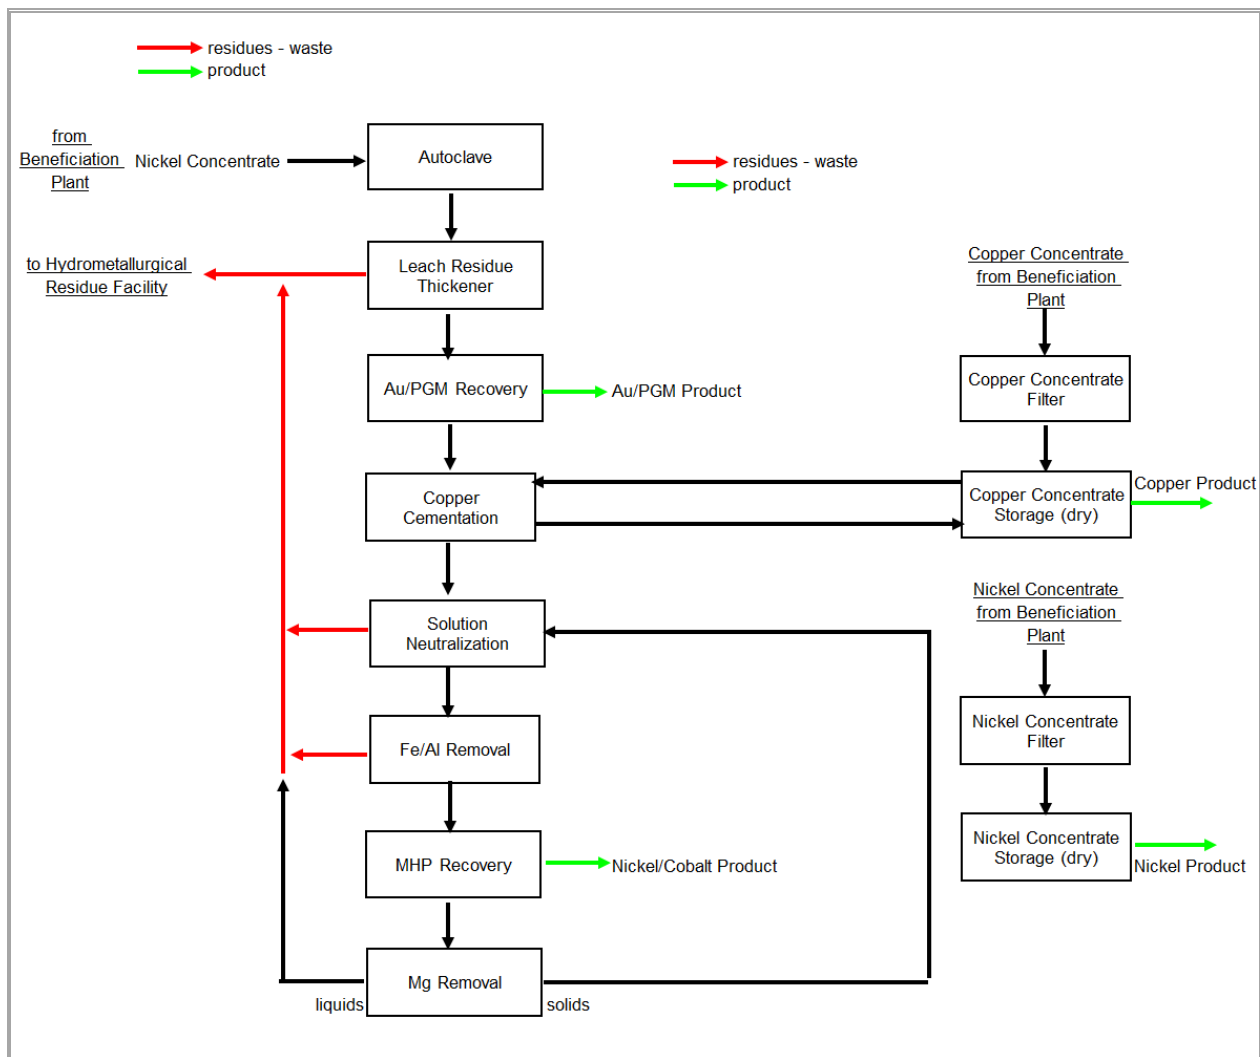 residues - waste
product
from
Beneficiation
Plant
Nickel Concentrate
Autoclave
residues - waste
product
to Hydrometallurgical
Residue Facility
Leach Residue
Thickener
Copper Concentrate
from Beneficiation
Plant
Au/PGM Recovery
Au/PGM Product
Copper Concentrate
Filter
Copper
Cementation
Copper Concentrate
Storage (dry)
Copper Product
Solution
Neutralization
Nickel Concentrate
from Beneficiation
Plant
Fe/Al Removal
Nickel Concentrate
Filter
MHP Recovery
Nickel/Cobalt Product
Nickel Concentrate
Storage (dry)
Nickel Product
Mg Removal
liquids
solids